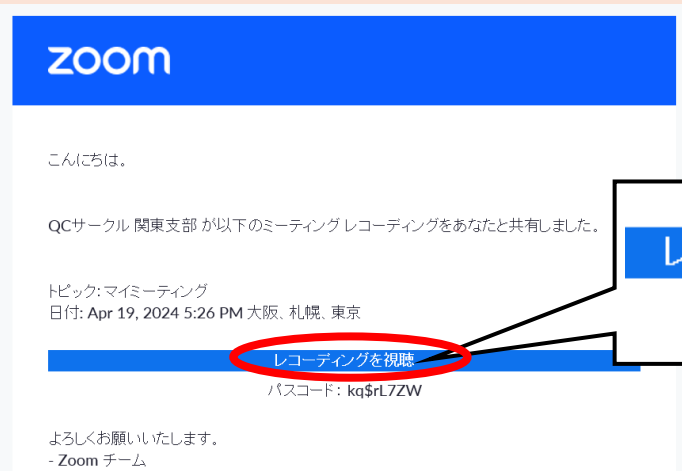 zoom
こんにちは。
QCサークル 関東支部 が以下のミーティング レコーディングをあなたと共有しました。
トピック: マイミーティング
日付: Apr 19, 2024 5:26 PM 大阪、札幌、東京
レコーディングを視聴
パスコード: kq$rL7ZW
よろしくお願いいたします。
- Zoom チーム